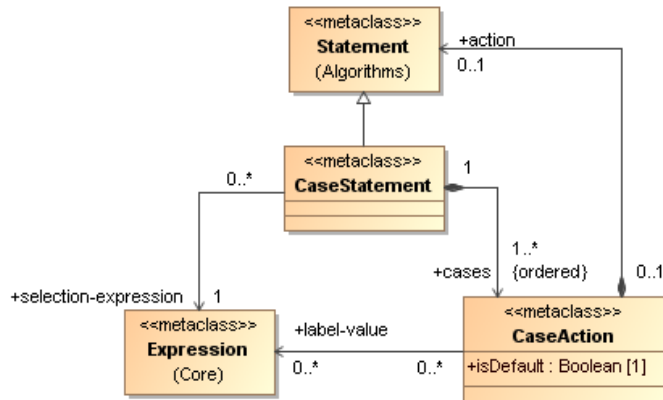 <<metaclass>>
Statement
(Algorithms)
+action
0..1
<<metaclass>>
CaseStatement
1
0..*
1..*
+cases
{ordered}
0..1
+selection-expression
1
<<metaclass>>
Expression
(Core)
+label-value
0..*
0..*
<<metaclass>>
CaseAction
+isDefault : Boolean [1]